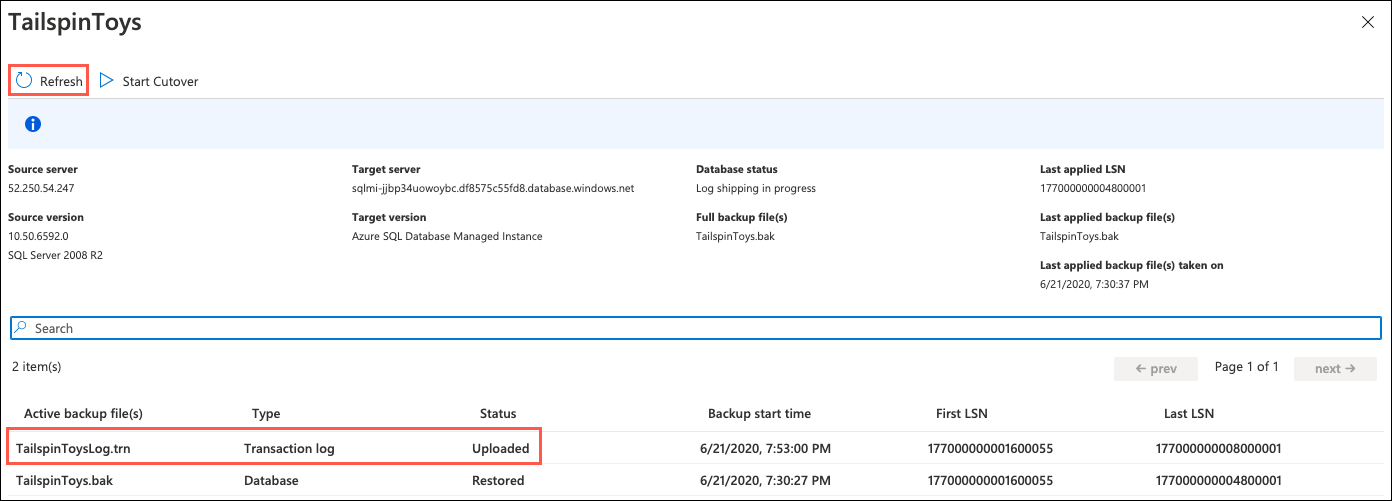 TailspinToys
Refresh Start Cutover
Source server Target server Database status Last applied LSN
52.250.54.247 sqlmi-jjbp34uowoybc.df8575c55fd8.database.windows.net Log shipping in progress 177000000004800001
Source version Target version Full backup file(s) Last applied backup file(s)
10.50.6592.0 Azure SQL Database Managed Instance TailspinToys.bak TailspinToys.bak
SQL Server 2008 R2
Last applied backup file(s) taken on
6/21/2020, 7:30:37 PM
Search
2 item(s) ← prev Page 1 of 1 next →
Active backup file(s) Type Status Backup start time First LSN Last LSN
TailspinToysLog.trn Transaction log Uploaded 6/21/2020, 7:53:00 PM 177000000001600055 177000000008000001
TailspinToys.bak Database Restored 6/21/2020, 7:30:27 PM 177000000001600055 177000000004800001